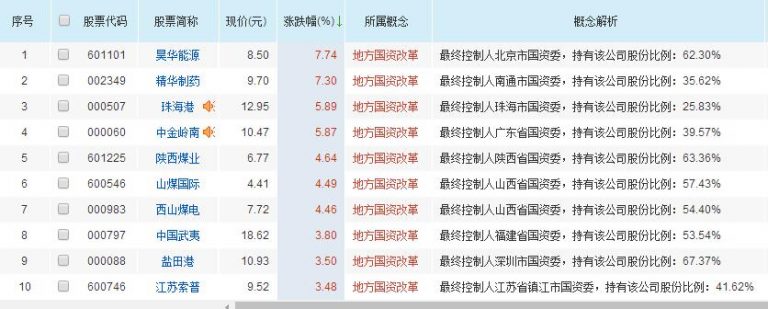 序号 股票代码 股票简称 现价(元) 涨跌幅(%)↓ 所属概念 概念解析
1 601101 昊华能源 8.50 7.74 地方国资改革 最终控制人北京市国资委，持有该公司股份比例：62.30%
2 002349 精华制药 9.70 7.30 地方国资改革 最终控制人南通市国资委，持有该公司股份比例：35.62%
3 000507 珠海港 12.95 5.89 地方国资改革 最终控制人珠海市国资委，持有该公司股份比例：25.83%
4 000060 中金岭南 10.47 5.87 地方国资改革 最终控制人广东省国资委，持有该公司股份比例：39.57%
5 601225 陕西煤业 6.77 4.64 地方国资改革 最终控制人陕西省国资委，持有该公司股份比例：63.36%
6 600546 山煤国际 4.41 4.49 地方国资改革 最终控制人山西省国资委，持有该公司股份比例：57.43%
7 000983 西山煤电 7.72 4.46 地方国资改革 最终控制人山西省国资委，持有该公司股份比例：54.40%
8 000797 中国武夷 18.62 3.80 地方国资改革 最终控制人福建省国资委，持有该公司股份比例：53.54%
9 000088 盐田港 10.93 3.50 地方国资改革 最终控制人深圳市国资委，持有该公司股份比例：67.37%
10 600746 江苏索普 9.52 3.48 地方国资改革 最终控制人江苏省镇江市国资委，持有该公司股份比例：41.62%